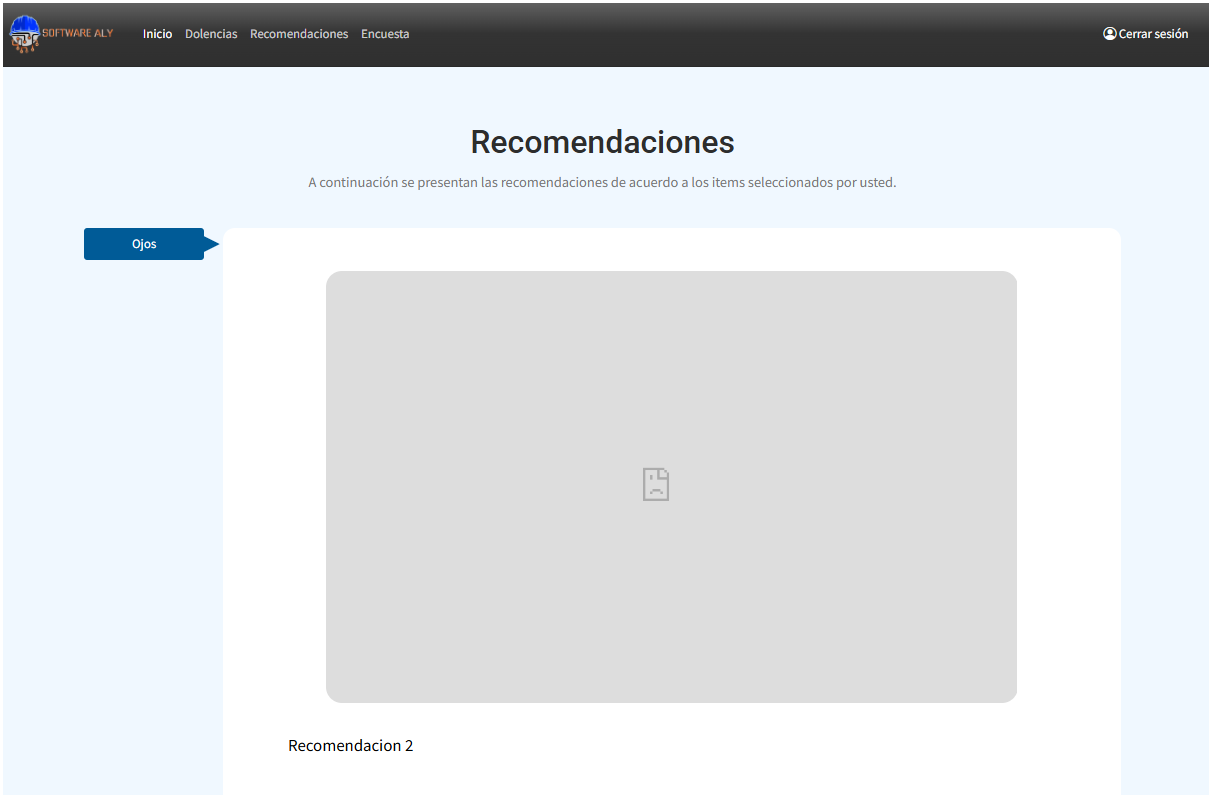 SOFTWARE ALY
Inicio Dolencias Recomendaciones Encuesta
Cerrar sesión
Recomendaciones
A continuación se presentan las recomendaciones de acuerdo a los items seleccionados por usted.
Ojos
Recomendacion 2